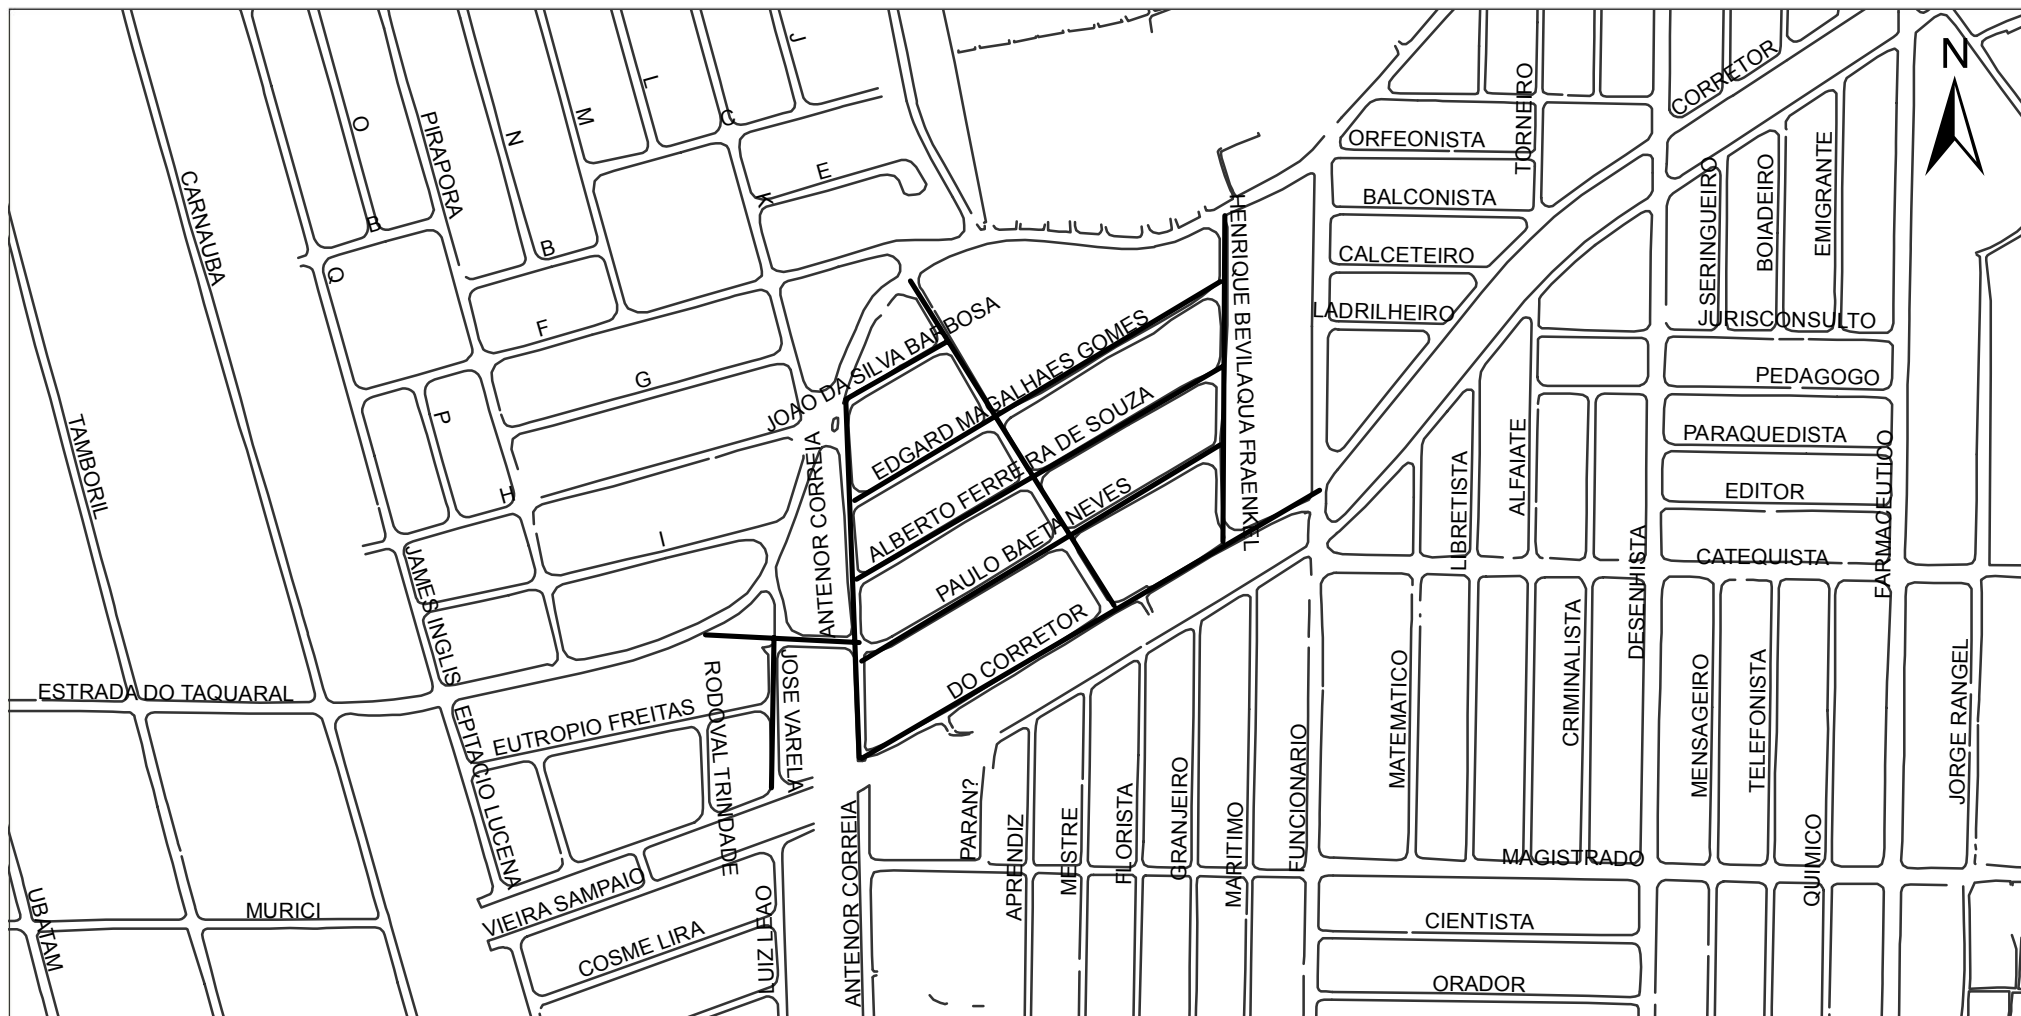 J
L
C
M
N
O
PIRAPORA
E
K
B
B
Q
CARNAUBA
F
G
P
H
I
TAMBORIL
JAMES INGLIS
ESTRADA DO TAQUARAL
EUTROPIO FREITAS
EPITACIO LUCENA
RODOVAL TRINDADE
JOSE VARELA
VIEIRA SAMPAIO
COSME LIRA
LUIZ LEAO
MURICI
UBATAM
ANTENOR CORREIA
ANTENOR CORREIA
JOAO DA SILVA BARBOSA
EDGARD MAGALHAES GOMES
ALBERTO FERREIRA DE SOUZA
PAULO BAETA NEVES
DO CORRETOR
HENRIQUE BEVILAQUA FRAENKEL
N
CORRETOR
TORNEIRO
ORFEONISTA
BALCONISTA
CALCETEIRO
LADRILHEIRO
SERINGUEIRO
BOIADEIRO
EMIGRANTE
JURISCONSULTO
PEDAGOGO
PARAQUEDISTA
EDITOR
CATEQUISTA
FARMACEUTICO
LIBRETISTA
ALFAIATE
DESENHISTA
CRIMINALISTA
MATEMATICO
MENSAGEIRO
TELEFONISTA
QUIMICO
JORGE RANGEL
PARAN?
APRENDIZ
MESTRE
FLORISTA
GRANJEIRO
MARITIMO
FUNCIONARIO
MAGISTRADO
CIENTISTA
ORADOR